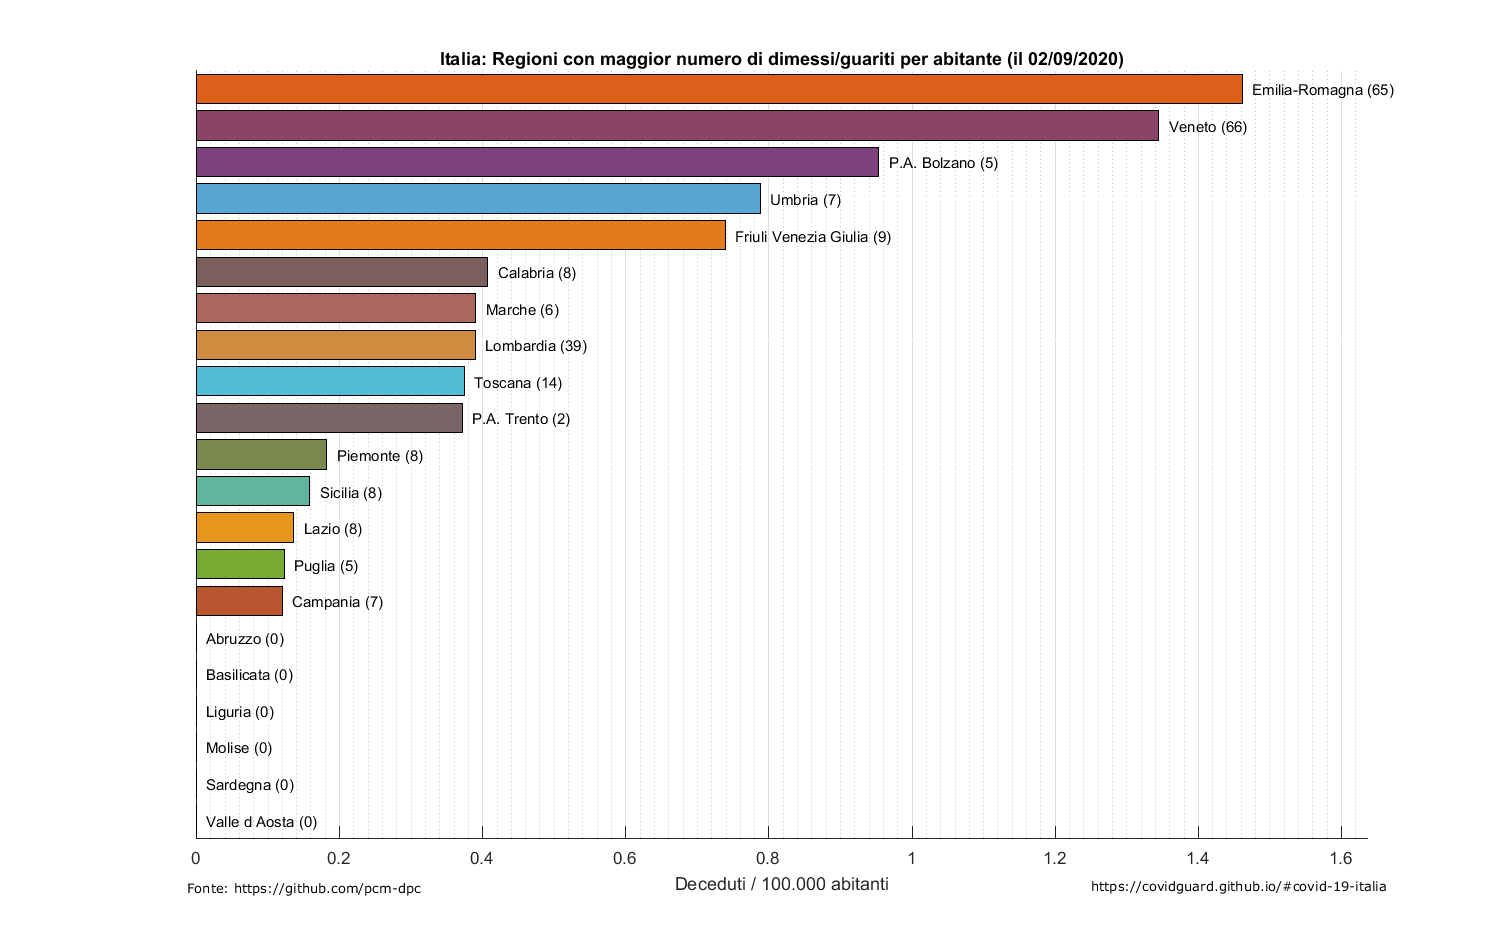 Italia: Regioni con maggior numero di dimessi/guariti per abitante (il 02/09/2020)
Emilia-Romagna (65)
Veneto (66)
P.A. Bolzano (5)
Umbria (7)
Friuli Venezia Giulia (9)
Calabria (8)
Marche (6)
Lombardia (39)
Toscana (14)
P.A. Trento (2)
Piemonte (8)
Sicilia (8)
Lazio (8)
Puglia (5)
Campania (7)
Abruzzo (0)
Basilicata (0)
Liguria (0)
Molise (0)
Sardegna (0)
Valle d Aosta (0)
0 0.2 0.4 0.6 0.8 1 1.2 1.4 1.6
Deceduti / 100.000 abitanti
Fonte: https://github.com/pcm-dpc
https://covidguard.github.io/#covid-19-italia